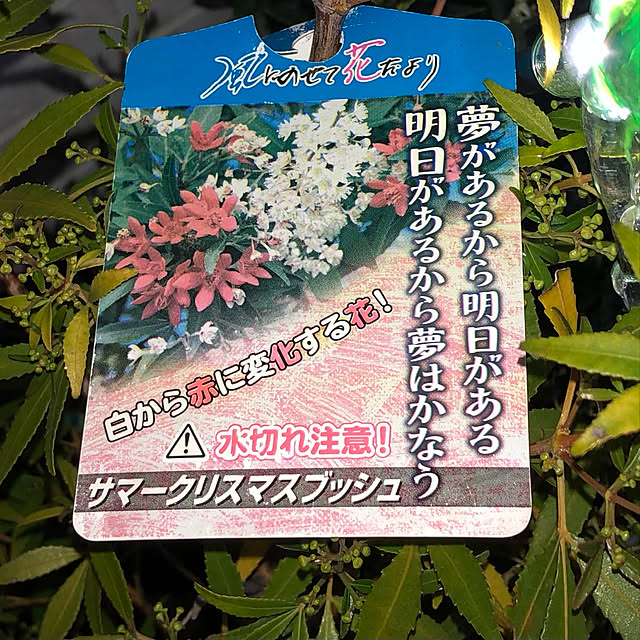 風にのせて花だより
夢があるから明日がある
明日があるから夢はかなう
白から赤に変化する花!
水切れ注意!
サマークリスマスブッシュ